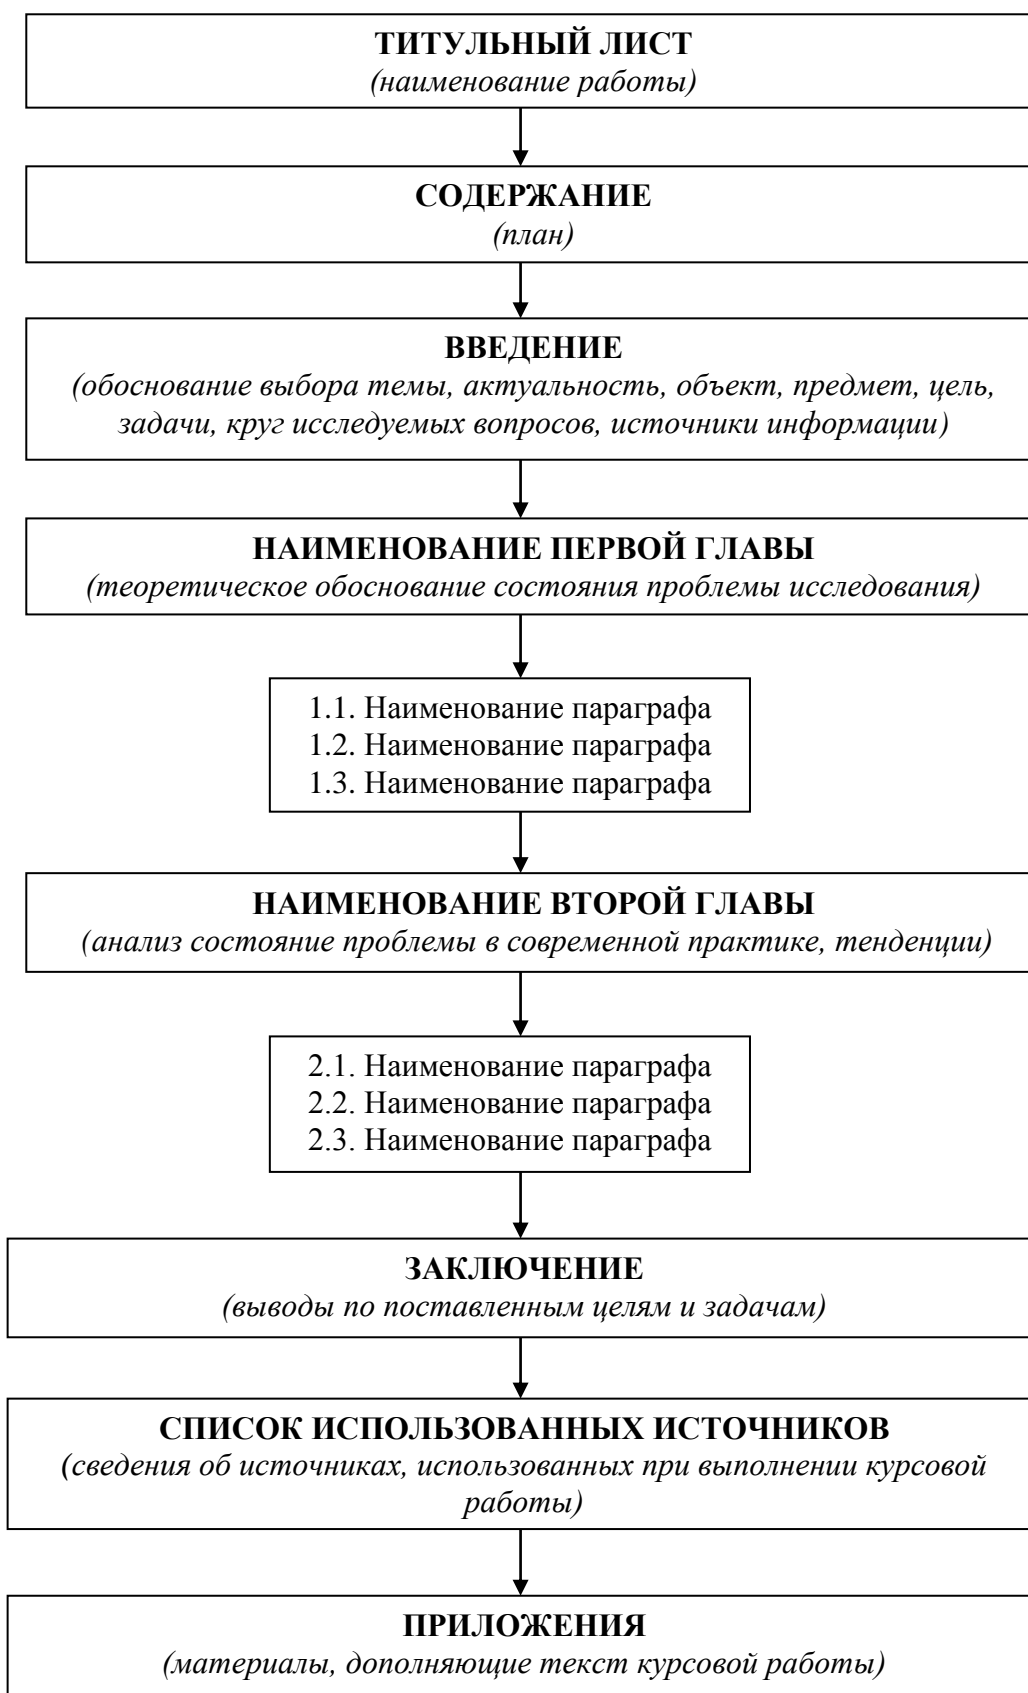 ТИТУЛЬНЫЙ ЛИСТ
(наименование работы)
СОДЕРЖАНИЕ
(план)
ВВЕДЕНИЕ
(обоснование выбора темы, актуальность, объект, предмет, цель,
задачи, круг исследуемых вопросов, источники информации)
НАИМЕНОВАНИЕ ПЕРВОЙ ГЛАВЫ
(теоретическое обоснование состояния проблемы исследования)
1.1. Наименование параграфа
1.2. Наименование параграфа
1.3. Наименование параграфа
НАИМЕНОВАНИЕ ВТОРОЙ ГЛАВЫ
(анализ состояние проблемы в современной практике, тенденции)
2.1. Наименование параграфа
2.2. Наименование параграфа
2.3. Наименование параграфа
ЗАКЛЮЧЕНИЕ
(выводы по поставленным целям и задачам)
СПИСОК ИСПОЛЬЗОВАННЫХ ИСТОЧНИКОВ
(сведения об источниках, использованных при выполнении курсовой
работы)
ПРИЛОЖЕНИЯ
(материалы, дополняющие текст курсовой работы)